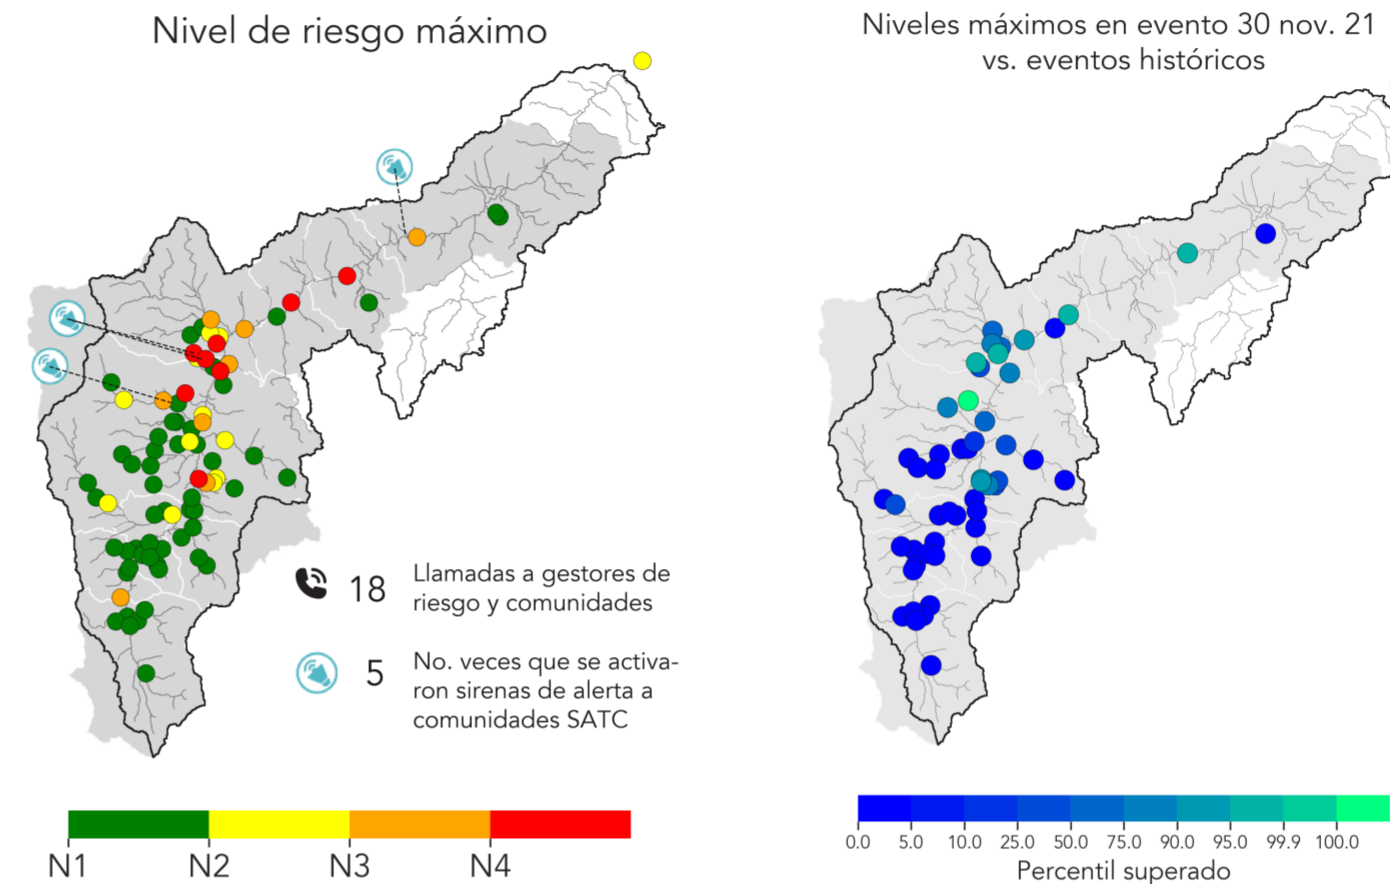 Nivel de riesgo máximo
18
Llamadas a gestores de
riesgo y comunidades
5
No. veces que se activa-
ron sirenas de alerta a
comunidades SATC
N1 N2 N3 N4
Niveles máximos en evento 30 nov. 21
vs. eventos históricos
0.0 5.0 10.0 25.0 50.0 75.0 90.0 95.0 99.9 100.0
Percentil superado